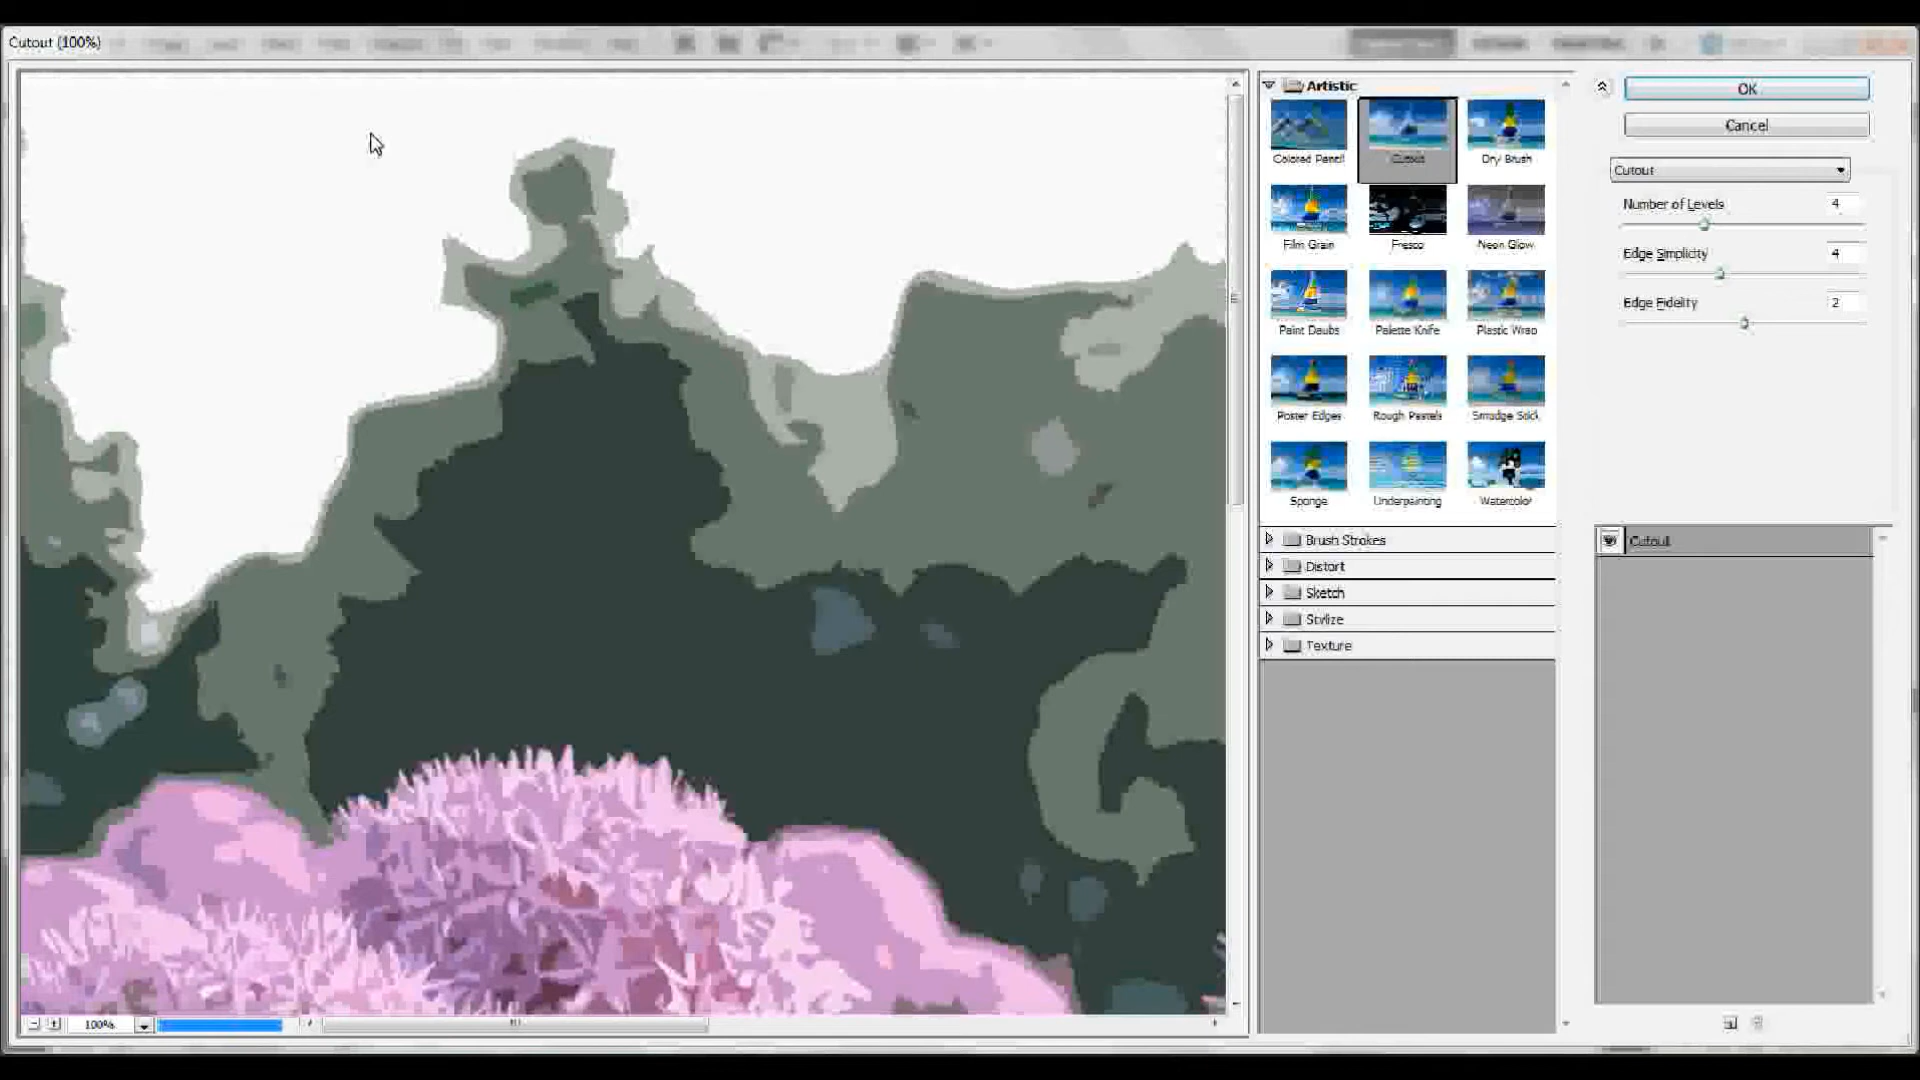 Cutout (100%)
Artistic
Colored Pencil
Cutout
Dry Brush
Film Grain
Fresco
Neon Glow
Paint Daubs
Palette Knife
Plastic Wrap
Poster Edges
Rough Pastels
Smudge Stick
Sponge
Underpainting
Watercolor
Brush Strokes
Distort
Sketch
Stylize
Texture
100%
OK
Cancel
Cutout
Number of Levels 4
Edge Simplicity 4
Edge Fidelity 2
Cutout